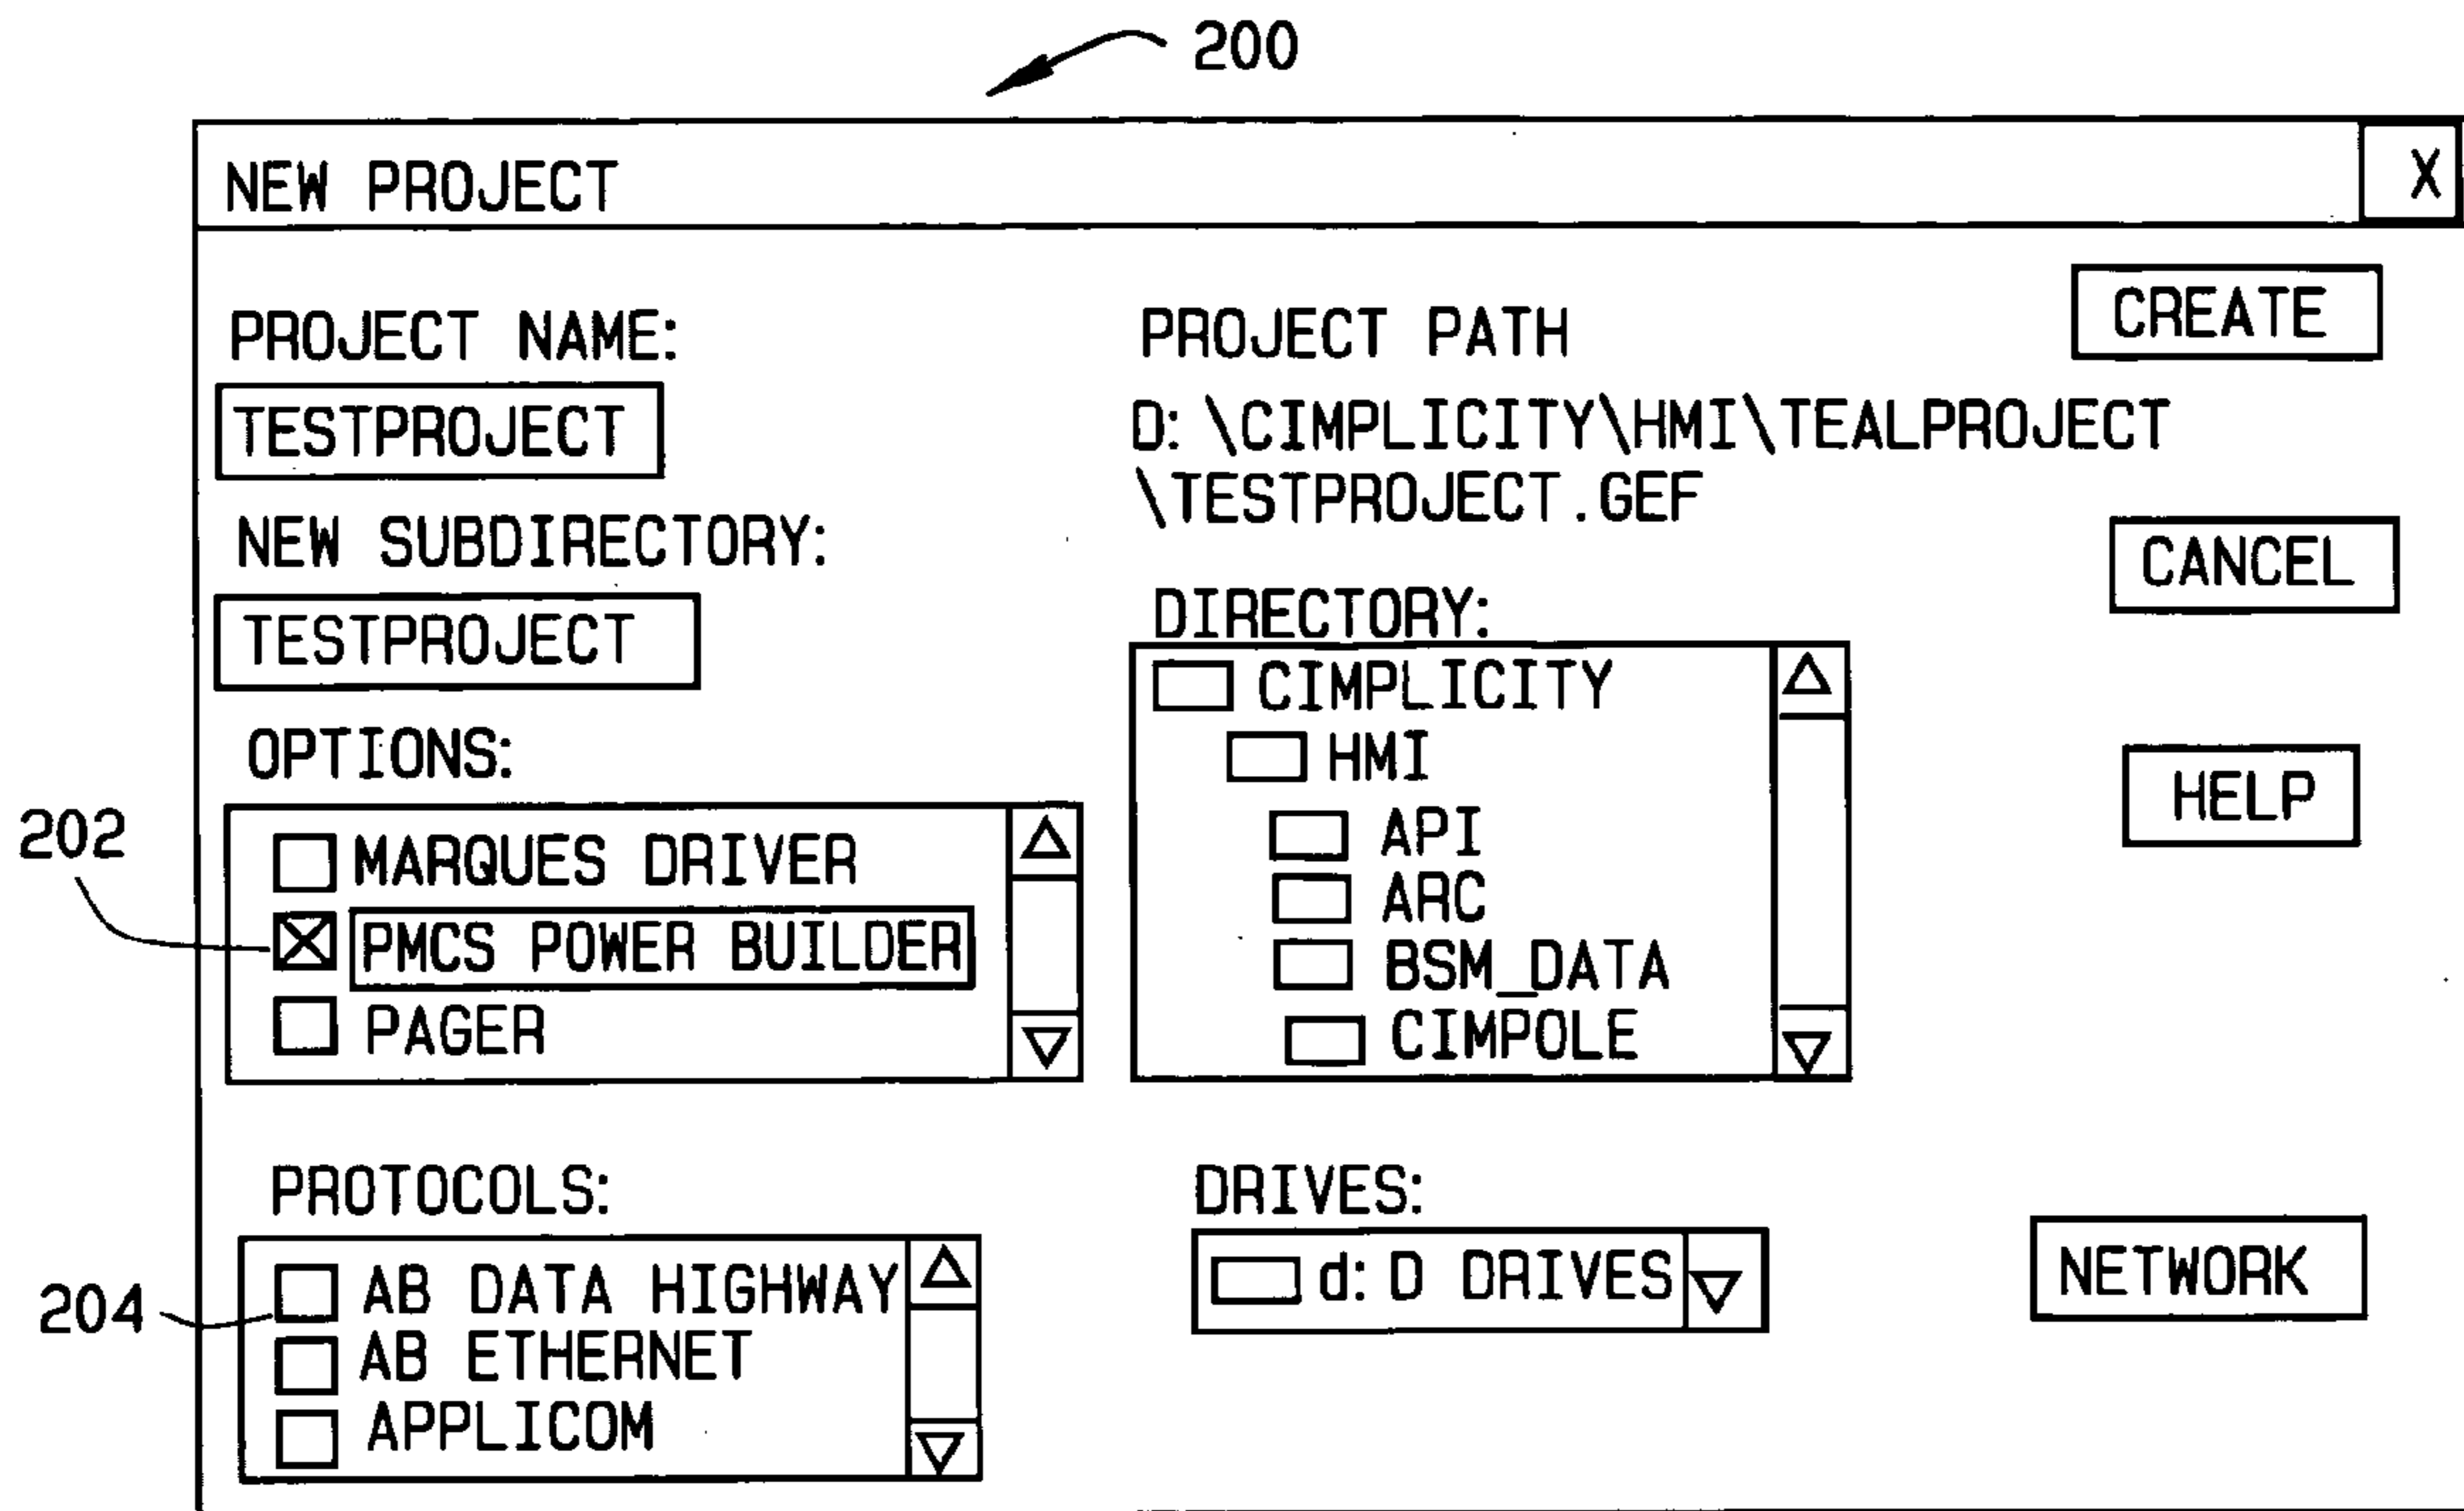 200
NEW PROJECT X
PROJECT NAME:
TESTPROJECT
NEW SUBDIRECTORY:
TESTPROJECT
OPTIONS:
202
MARQUES DRIVER
PMCS POWER BUILDER
PAGER
PROTOCOLS:
204
AB DATA HIGHWAY
AB ETHERNET
APPLICOM
PROJECT PATH
D: \CIMPLICITY\HMI\TEALPROJECT
\TESTPROJECT.GEF
DIRECTORY:
CIMPLICITY
HMI
API
ARC
BSM_DATA
CIMPOLE
DRIVES:
d: D DRIVES
CREATE
CANCEL
HELP
NETWORK